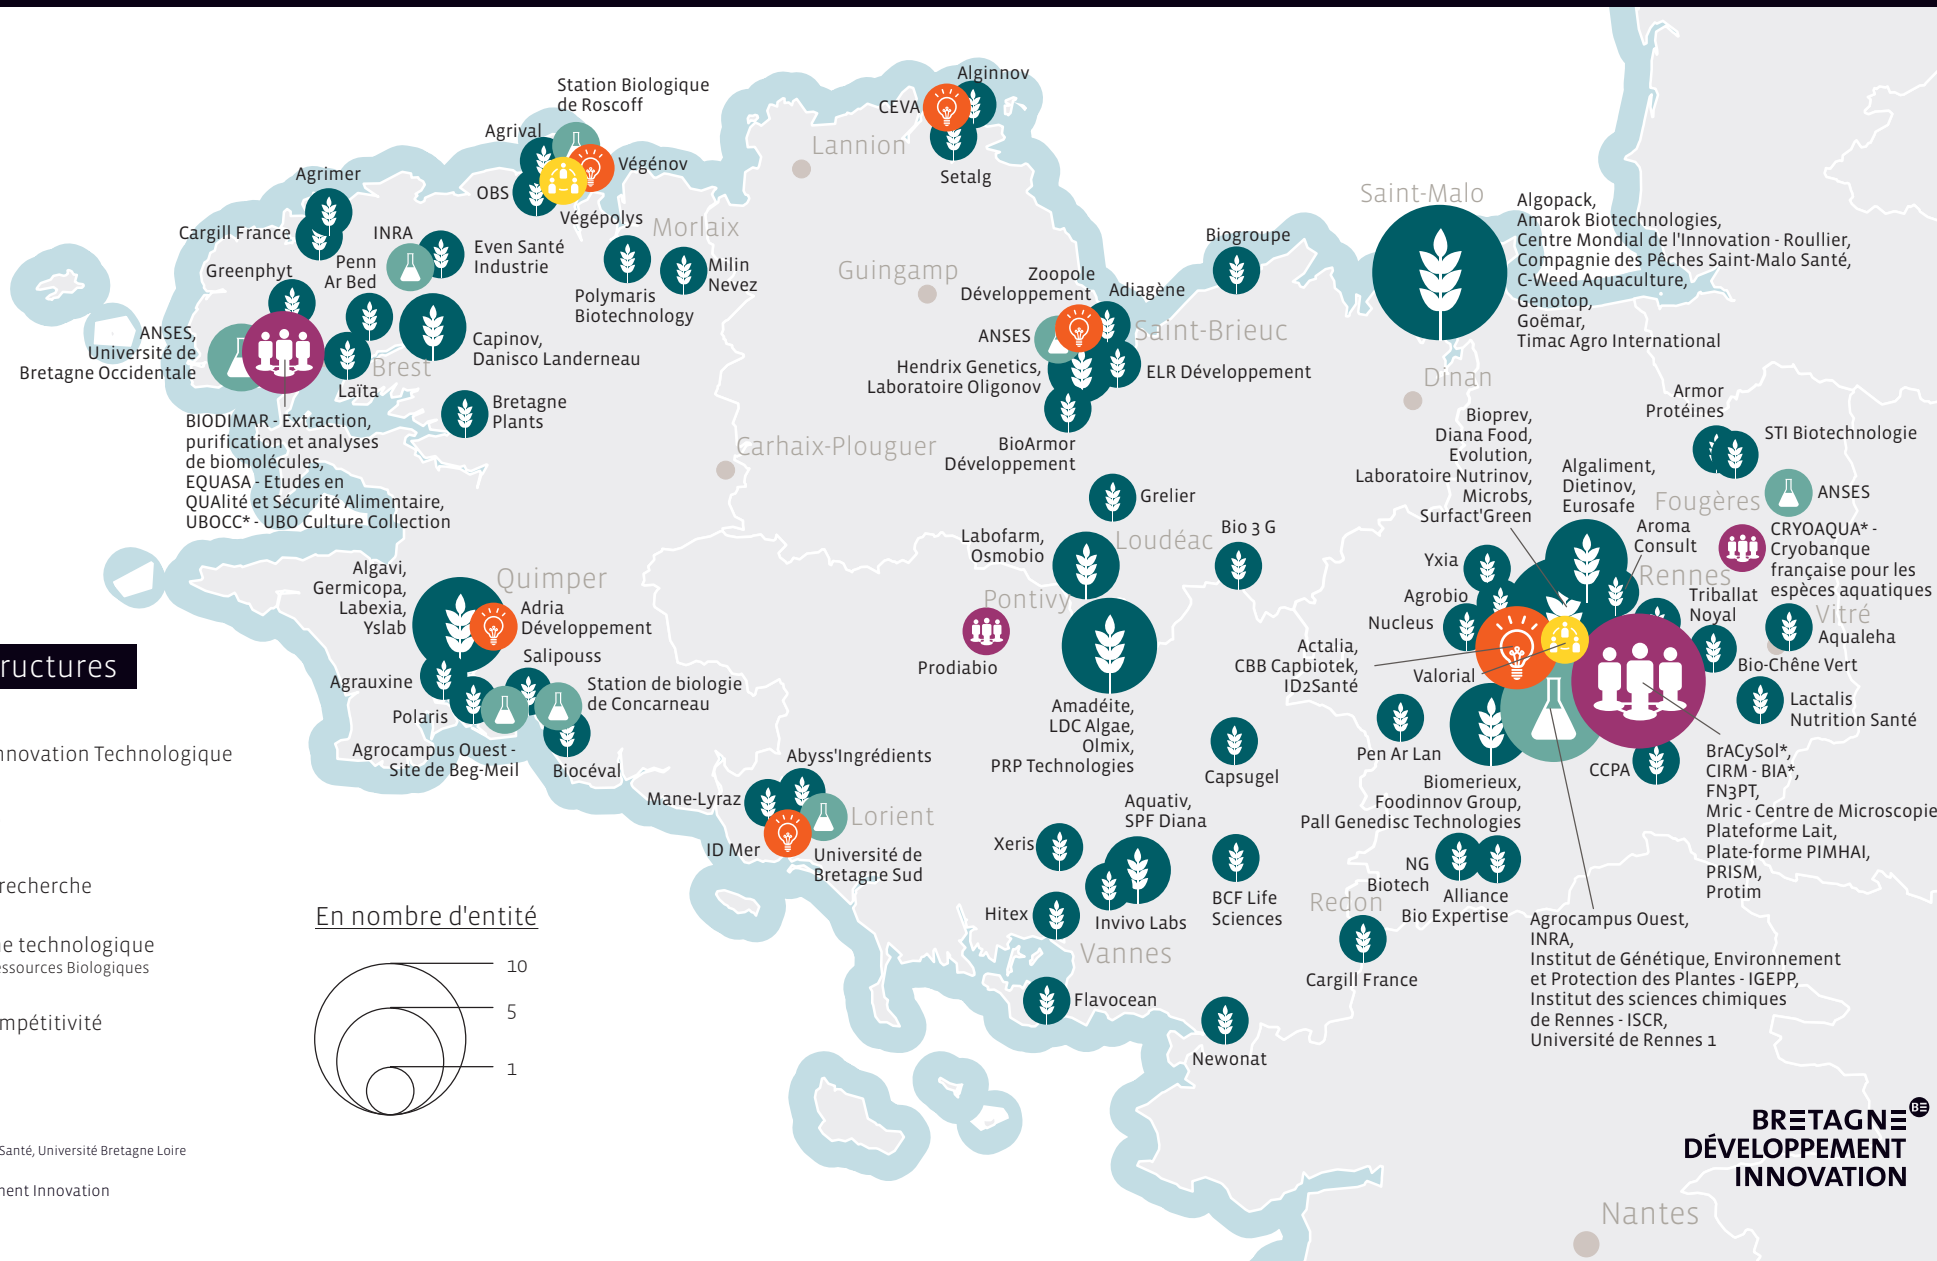 Station Biologique
de Roscoff
Agrival
Végénov
OBS
Végépolys
Agrimer
Cargill France
INRA
Greenphyt
Penn
Ar Bed
Even Santé
Industrie
Morlaix
Polymaris
Biotechnology
Milin
Nevez
ANSES,
Université de
Bretagne Occidentale
Capinov,
Danisco Landerneau
Brest
Laïta
Bretagne
Plants
BIODIMAR - Extraction,
purification et analyses
de biomolécules,
EQUASA - Etudes en
QUAlité et Sécurité Alimentaire,
UBOCC* - UBO Culture Collection
Alginnov
CEVA
Lannion
Setalg
Guingamp
Zoopole
Développement
Adiagène
Biogroupe
ANSES
Saint-Brieuc
Hendrix Genetics,
Laboratoire Oligonov
ELR Développement
BioArmor
Développement
Carhaix-Plouguer
Saint-Malo
Algopack,
Amarok Biotechnologies,
Centre Mondial de l'Innovation - Roullier,
Compagnie des Pêches Saint-Malo Santé,
C-Weed Aquaculture,
Genotop,
Goëmar,
Timac Agro International
Dinan
Armor
Protéines
STI Biotechnologie
Bioprev,
Diana Food,
Evolution,
Laboratoire Nutrinov,
Microbs,
Surfact'Green
Algaliment,
Dietinov,
Eurosafe
Fougères
ANSES
Aroma
Consult
CRYOAQUA* -
Cryobanque
française pour les
espèces aquatiques
Grelier
Labofarm,
Osmobio
Loudéac
Bio 3 G
Yxia
Agrobio
Nucleus
Rennes
Triballat
Noyal
Vitré
Aqualeha
Bio-Chêne Vert
Lactalis
Nutrition Santé
Algavi,
Germicopa,
Labexia,
Yslab
Quimper
Adria
Développement
Salipouss
Agrauxine
Station de biologie
de Concarneau
Polaris
Agrocampus Ouest -
Site de Beg-Meil
Biocéval
Pontivy
Prodiabio
Amadéite,
LDC Algae,
Olmix,
PRP Technologies
Actalia,
CBB Capbiotek,
ID2Santé
Valorial
Pen Ar Lan
Capsugel
Biomerieux,
Foodinnov Group,
Pall Genedisc Technologies
CCPA
BrACySol*,
CIRM - BIA*,
FN3PT,
Mric - Centre de Microscopie
Plateforme Lait,
Plate-forme PIMHAI,
PRISM,
Protim
Abyss'Ingrédients
Mane-Lyraz
Lorient
ID Mer
Université de
Bretagne Sud
Aquativ,
SPF Diana
Xeris
Hitex
Invivo Labs
BCF Life
Sciences
Vannes
Flavocean
Newonat
NG
Biotech
Alliance
Bio Expertise
Redon
Cargill France
Agrocampus Ouest,
INRA,
Institut de Génétique, Environnement
et Protection des Plantes - IGEPP,
Institut des sciences chimiques
de Rennes - ISCR,
Université de Rennes 1
Nantes
ructures
nnovation Technologique
recherche
e technologique
essources Biologiques
mpétitivité
En nombre d'entité
10
5
1
Santé, Université Bretagne Loire
ment Innovation
BRETAGNE
DÉVELOPPEMENT
INNOVATION